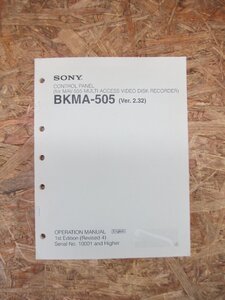 SONY
CONTROL PANEL
(for MAV-555 MULTI ACCESS VIDEO DISK RECORDER)
BKMA-505 (Ver. 2.32)
OPERATION MANUAL [English]
1st Edition (Revised 4)
Serial No. 10001 and Higher